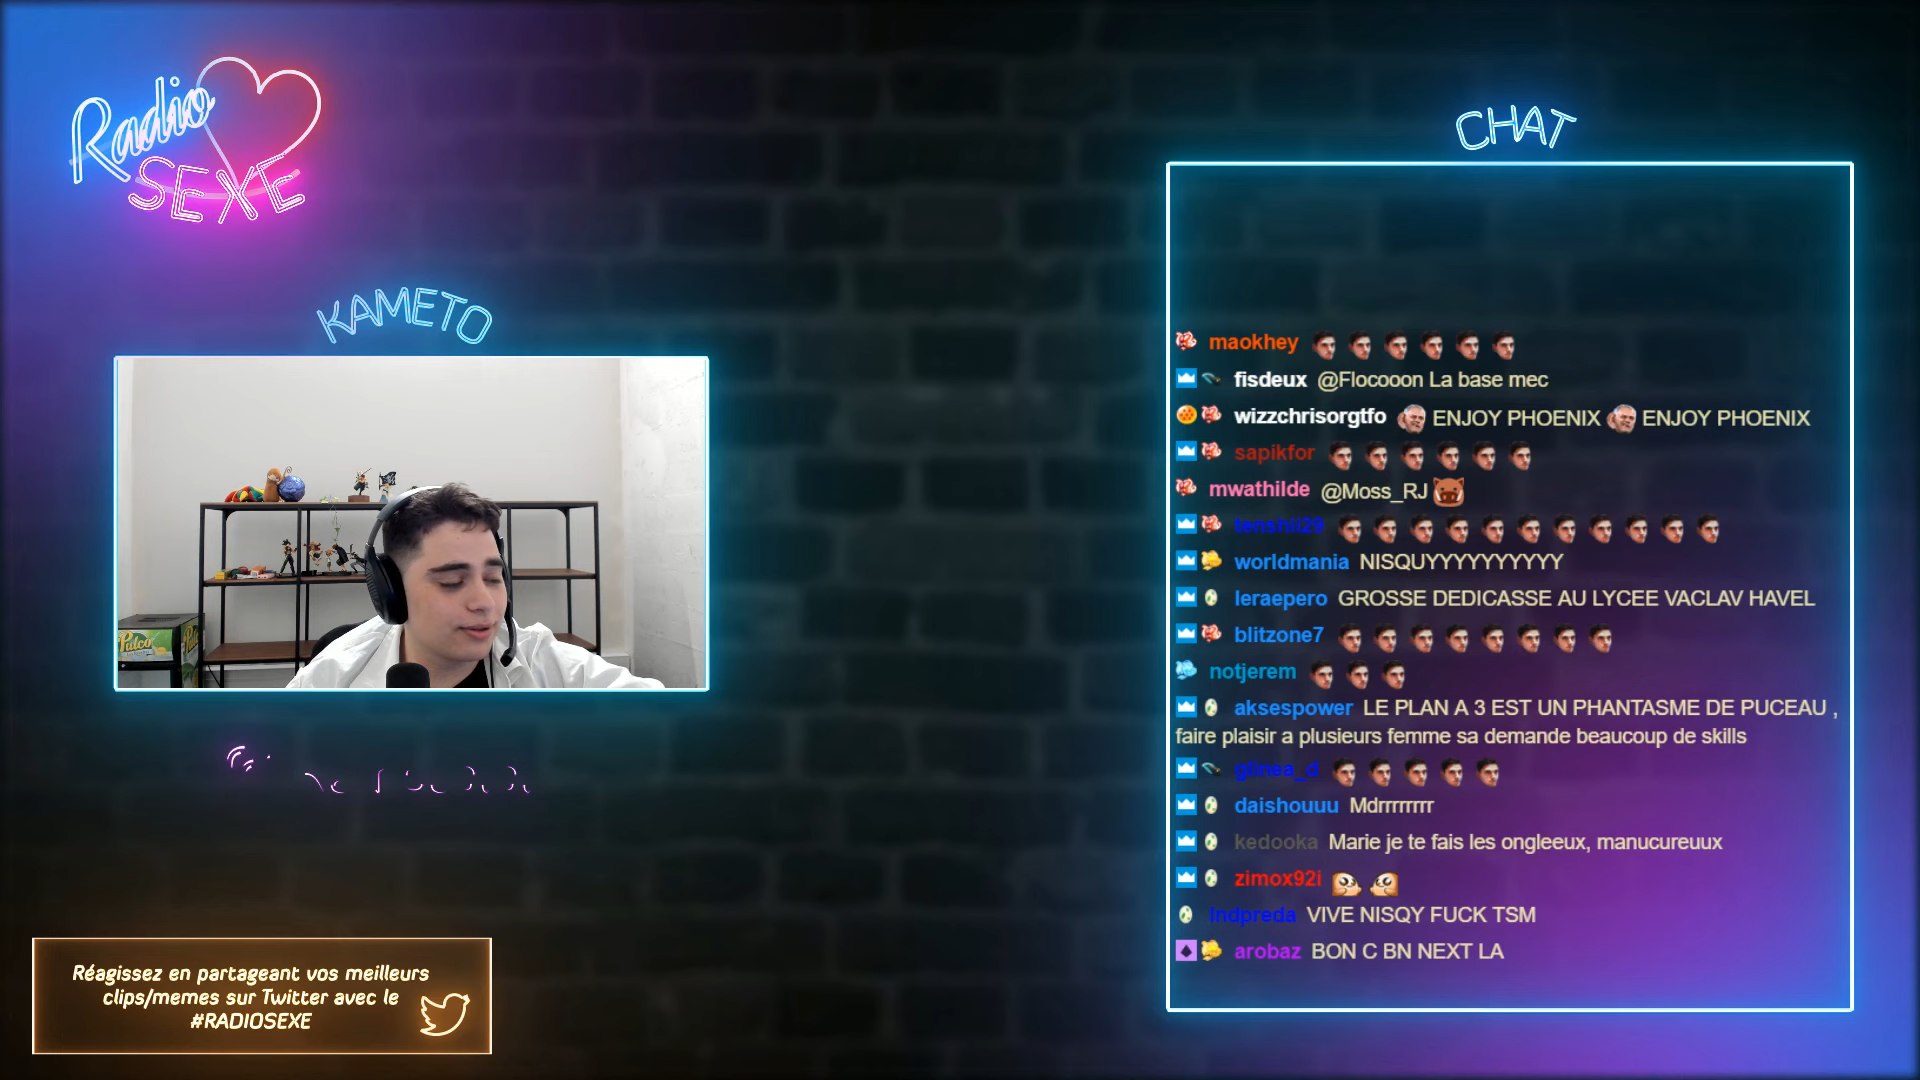 Radio
SEXE
CHAT
KAMETO
Pulco
maokhey
fisdeux @Flocooon La base mec
wizzchrisorgtfo ENJOY PHOENIX ENJOY PHOENIX
sapikfor
mwathilde @Moss_RJ
tenshii29
worldmania NISQUYYYYYYYYYY
leraepero GROSSE DEDICASSE AU LYCEE VACLAV HAVEL
blitzone7
notjerem
aksespower LE PLAN A 3 EST UN PHANTASME DE PUCEAU ,
faire plaisir a plusieurs femme sa demande beaucoup de skills
glinea_d
daishouuu Mdrrrrrrrr
kedooka Marie je te fais les ongleeux, manucureuux
zimox92i
lndpreda VIVE NISQY FUCK TSM
arobaz BON C BN NEXT LA
Réagissez en partageant vos meilleurs
clips/memes sur Twitter avec le
#RADIOSEXE